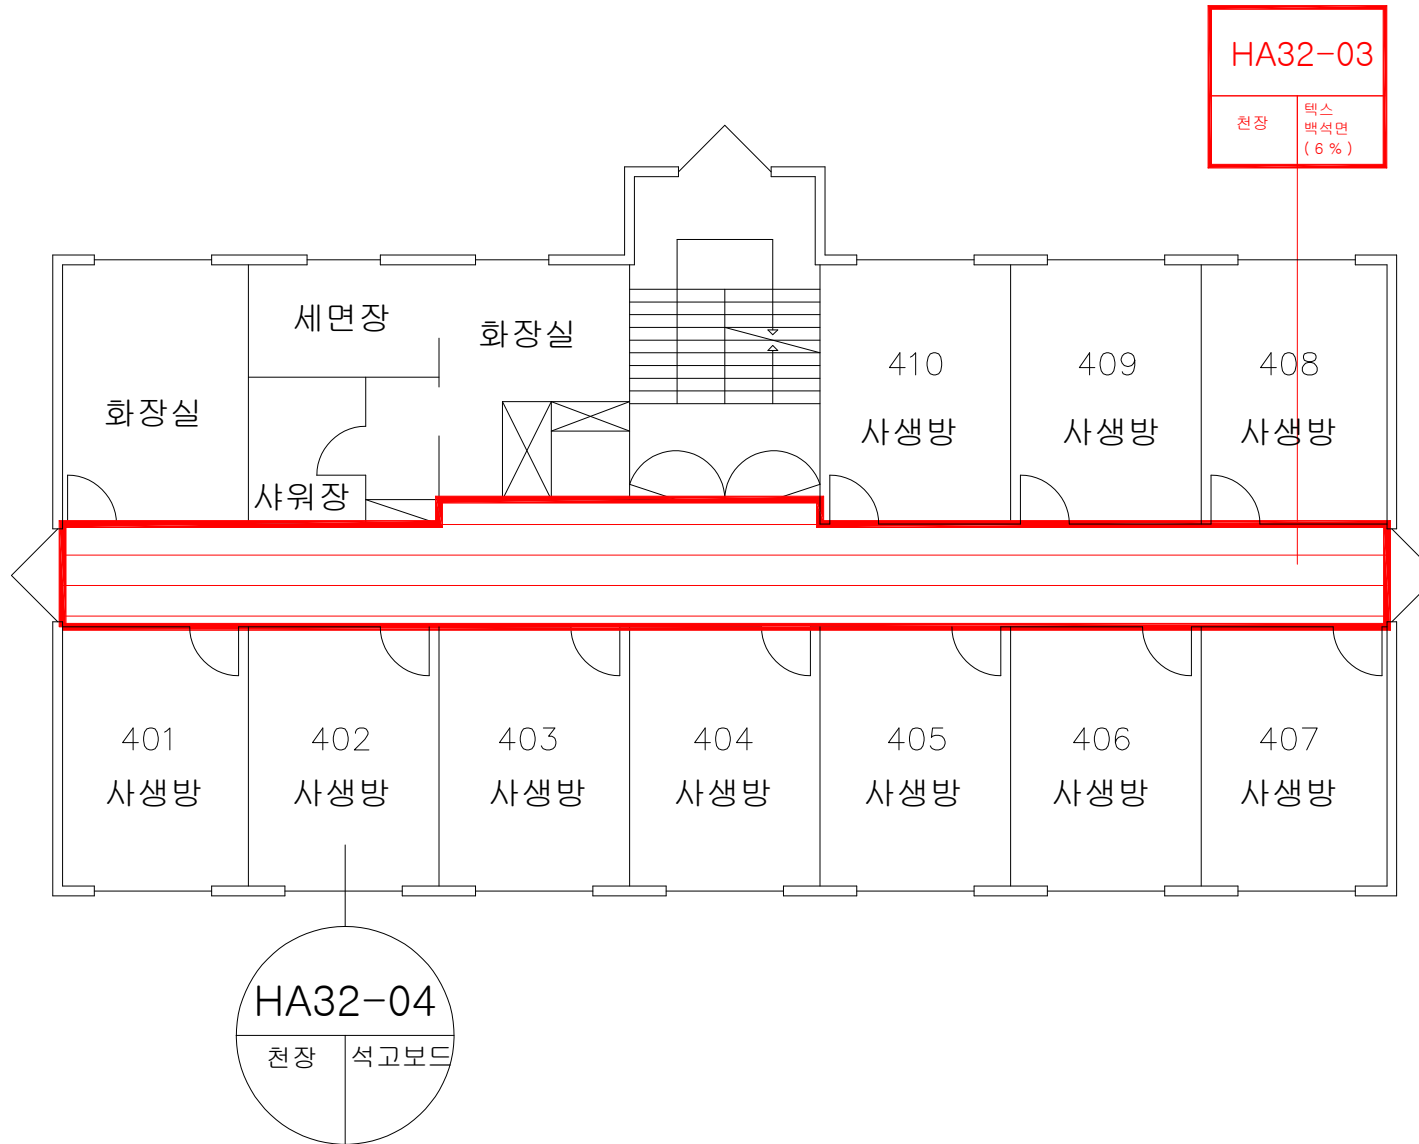 HA32-03
천장
텍스
백석면
(6%)
세면장
화장실
화장실
샤워장
410
사생방
409
사생방
408
사생방
401
사생방
402
사생방
403
사생방
404
사생방
405
사생방
406
사생방
407
사생방
HA32-04
천장
석고보드